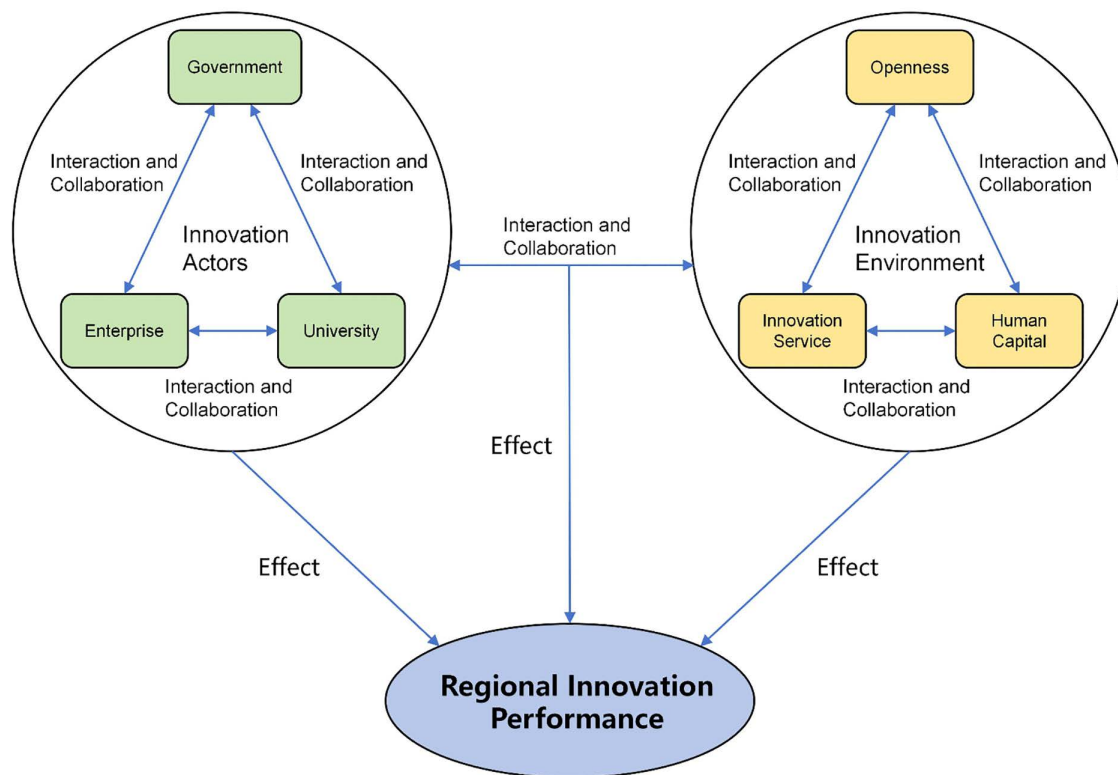 Government
Interaction and
Collaboration
Interaction and
Collaboration
Innovation
Actors
Enterprise
University
Interaction and
Collaboration
Interaction and
Collaboration
Openness
Interaction and
Collaboration
Interaction and
Collaboration
Innovation
Environment
Innovation
Service
Human
Capital
Interaction and
Collaboration
Effect
Effect
Effect
Regional Innovation
Performance